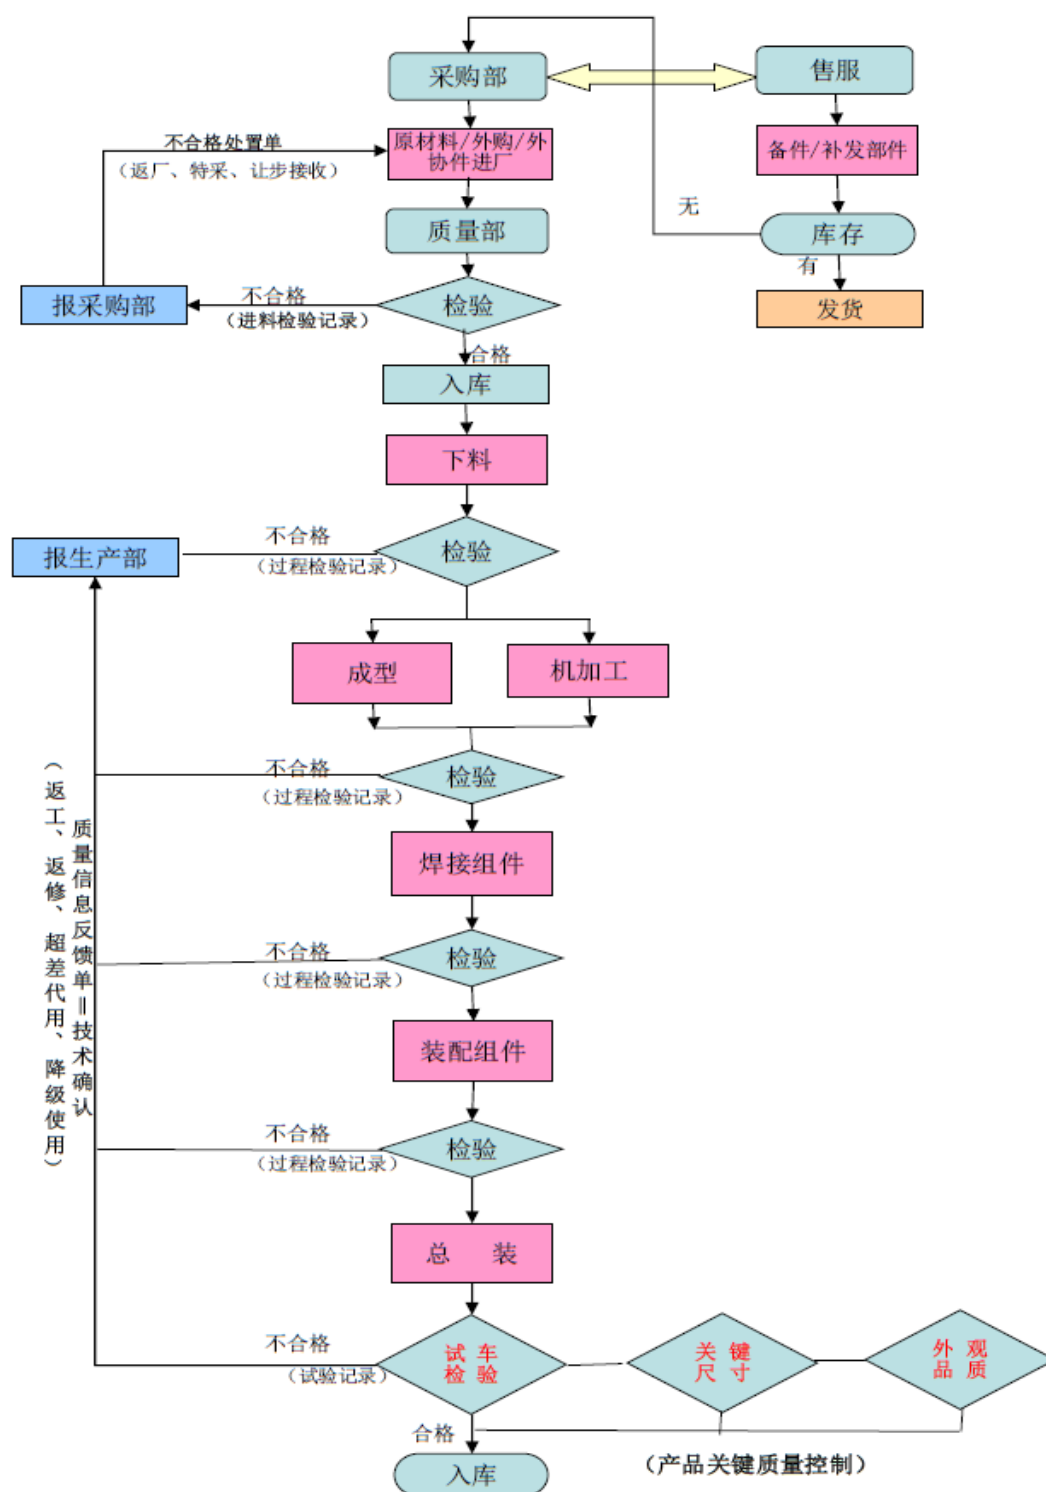 采购部
售服
不合格处置单
(返厂、特采、让步接收)
原材料/外购/外
协件进厂
备件/补发部件
无
质量部
库存
有
报采购部
不合格
(进料检验记录)
检验
发货
合格
入库
下料
报生产部
不合格
(过程检验记录)
检验
成型
机加工
不合格
(过程检验记录)
检验
焊接组件
质量信息反馈单‖技术确认
(返工、返修、超差代用、降级使用)
不合格
(过程检验记录)
检验
装配组件
不合格
(过程检验记录)
检验
总 装
不合格
(试验记录)
试 车
检 验
关 键
尺 寸
外 观
品 质
合格
(产品关键质量控制)
入库